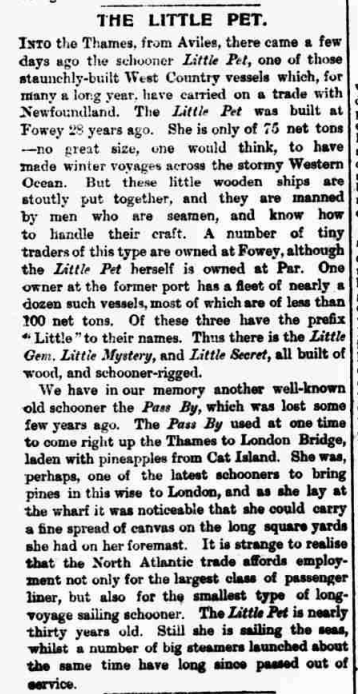 THE LITTLE PET.
INTO the Thames, from Aviles, there came a few
days ago the schooner Little Pet, one of those
staunchly-built West Country vessels which, for
many a long year, have carried on a trade with
Newfoundland. The Little Pet was built at
Fowey 28 years ago. She is only of 75 net tons
—no great size, one would think, to have
made winter voyages across the stormy Western
Ocean. But these little wooden ships are
stoutly put together, and they are manned
by men who are seamen, and know how
to handle their craft. A number of tiny
traders of this type are owned at Fowey, although
the Little Pet herself is owned at Par. One
owner at the former port has a fleet of nearly a
dozen such vessels, most of which are of less than
100 net tons. Of these three have the prefix
"Little" to their names. Thus there is the Little
Gem, Little Mystery, and Little Secret, all built of
wood, and schooner-rigged.
We have in our memory another well-known
old schooner the Pass By, which was lost some
few years ago. The Pass By used at one time
to come right up the Thames to London Bridge,
laden with pineapples from Cat Island. She was,
perhaps, one of the latest schooners to bring
pines in this wise to London, and as she lay at
the wharf it was noticeable that she could carry
a fine spread of canvas on the long square yards
she had on her foremast. It is strange to realise
that the North Atlantic trade affords employ-
ment not only for the largest class of passenger
liner, but also for the smallest type of long-
voyage sailing schooner. The Little Pet is nearly
thirty years old. Still she is sailing the seas,
whilst a number of big steamers launched about
the same time have long since passed out of
service.